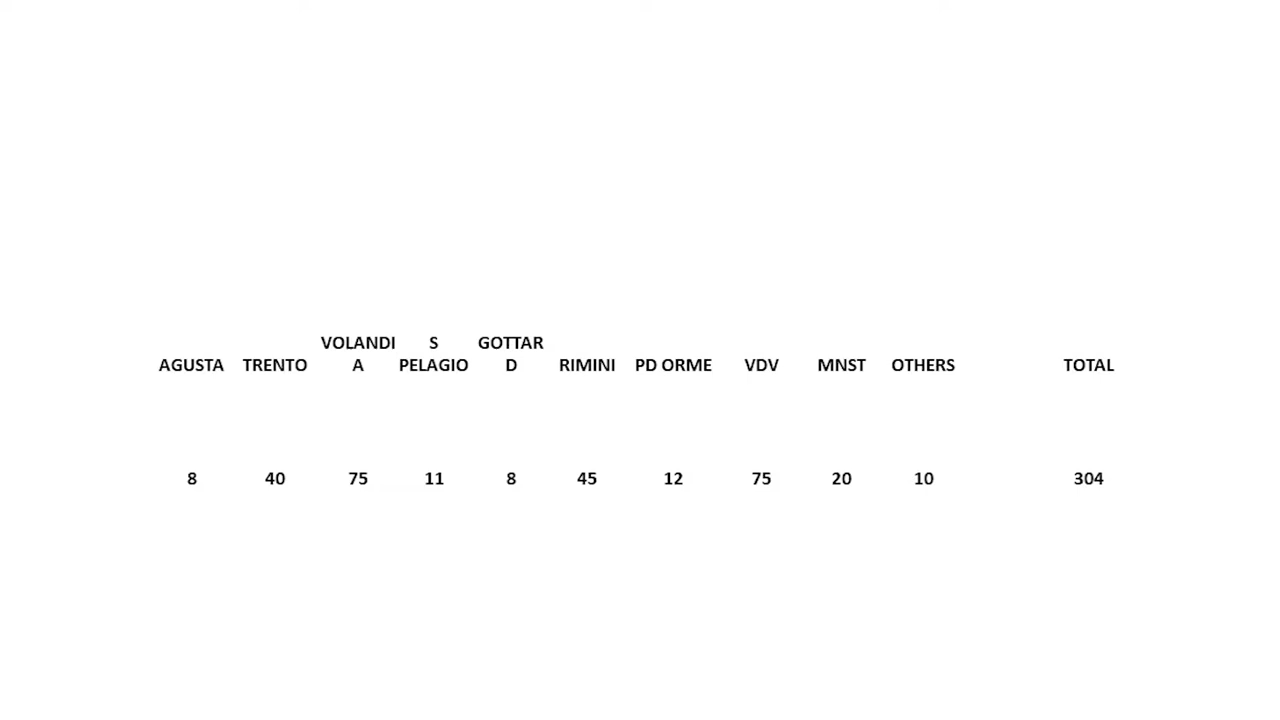 VOLANDI S GOTTAR
AGUSTA TRENTO A PELAGIO D RIMINI PD ORME VDV MNST OTHERS TOTAL
8 40 75 11 8 45 12 75 20 10 304